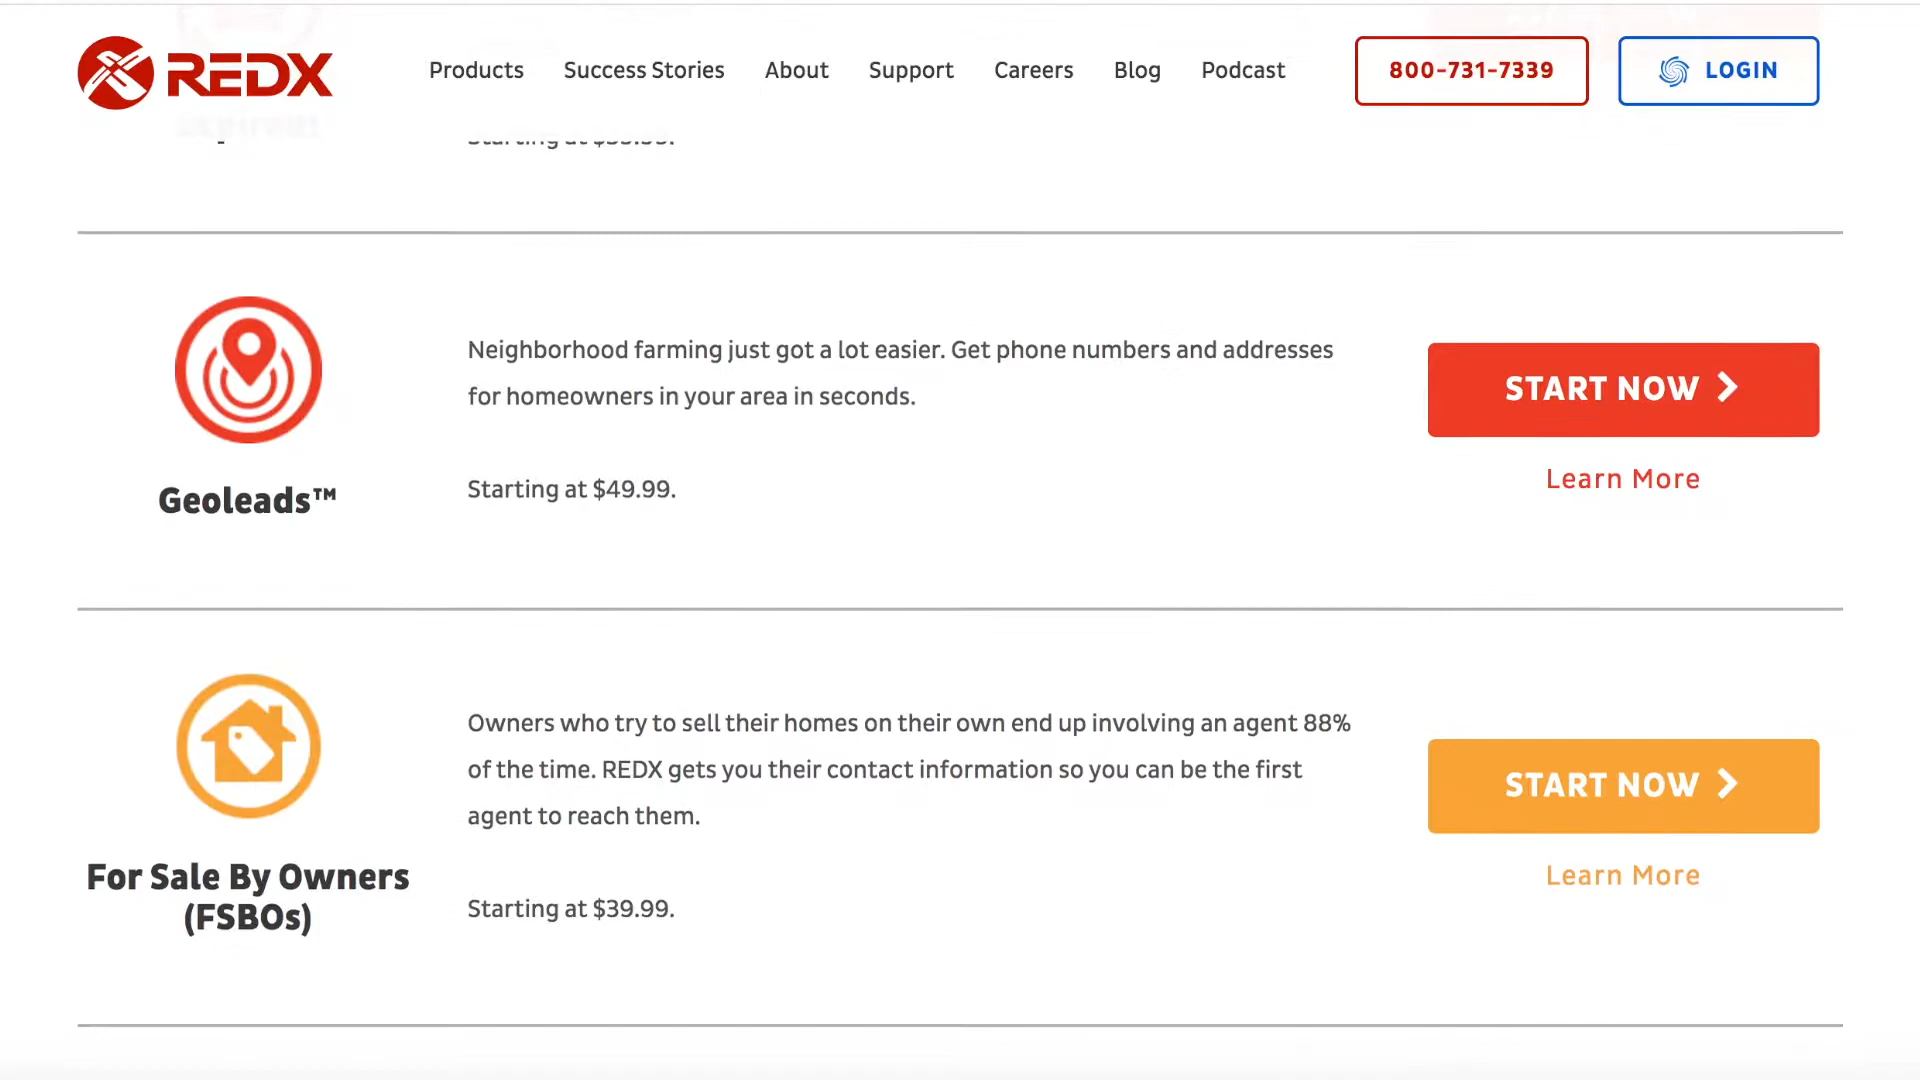 REDX
Products
Success Stories
About
Support
Careers
Blog
Podcast
800-731-7339
LOGIN
Neighborhood farming just got a lot easier. Get phone numbers and addresses
for homeowners in your area in seconds.
Starting at $49.99.
Geoleads™
START NOW
Learn More
Owners who try to sell their homes on their own end up involving an agent 88%
of the time. REDX gets you their contact information so you can be the first
agent to reach them.
Starting at $39.99.
For Sale By Owners
(FSBOs)
START NOW
Learn More